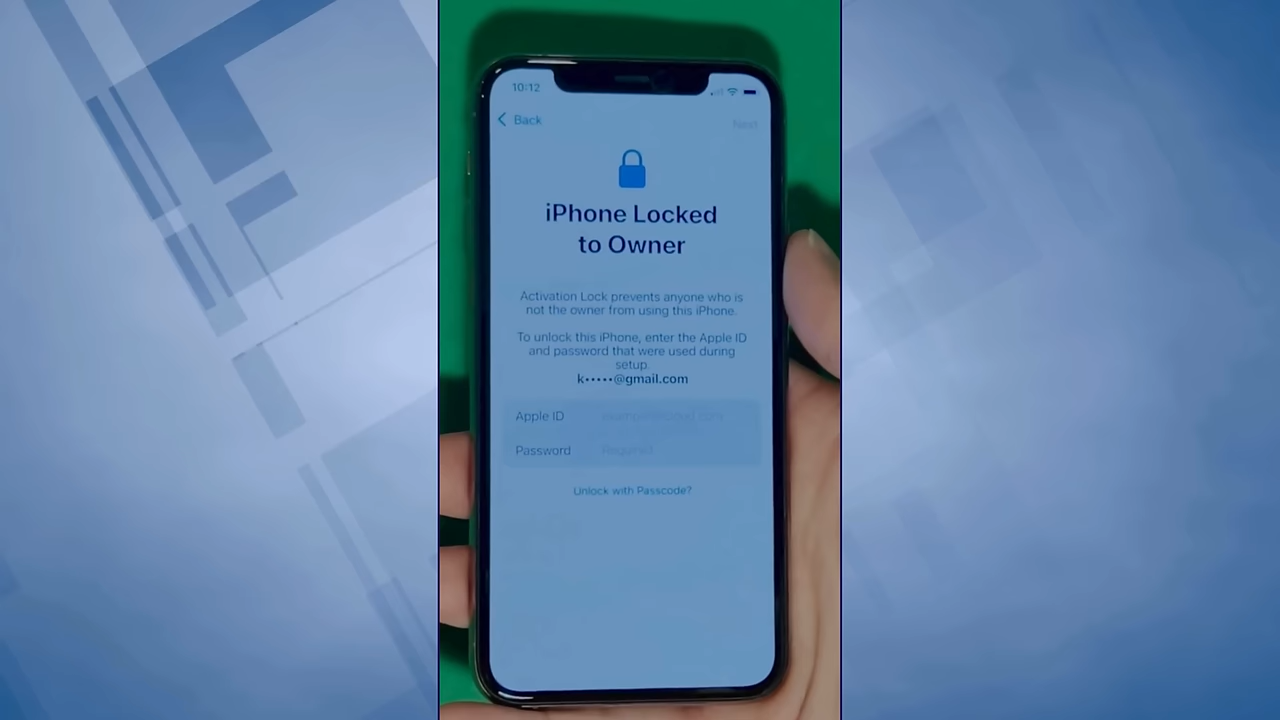 10:12
Back
Next
iPhone Locked
to Owner
Activation Lock prevents anyone who is
not the owner from using this iPhone.
To unlock this iPhone, enter the Apple ID
and password that were used during
setup.
k•••••@gmail.com
Apple ID
Password Required
Unlock with Passcode?